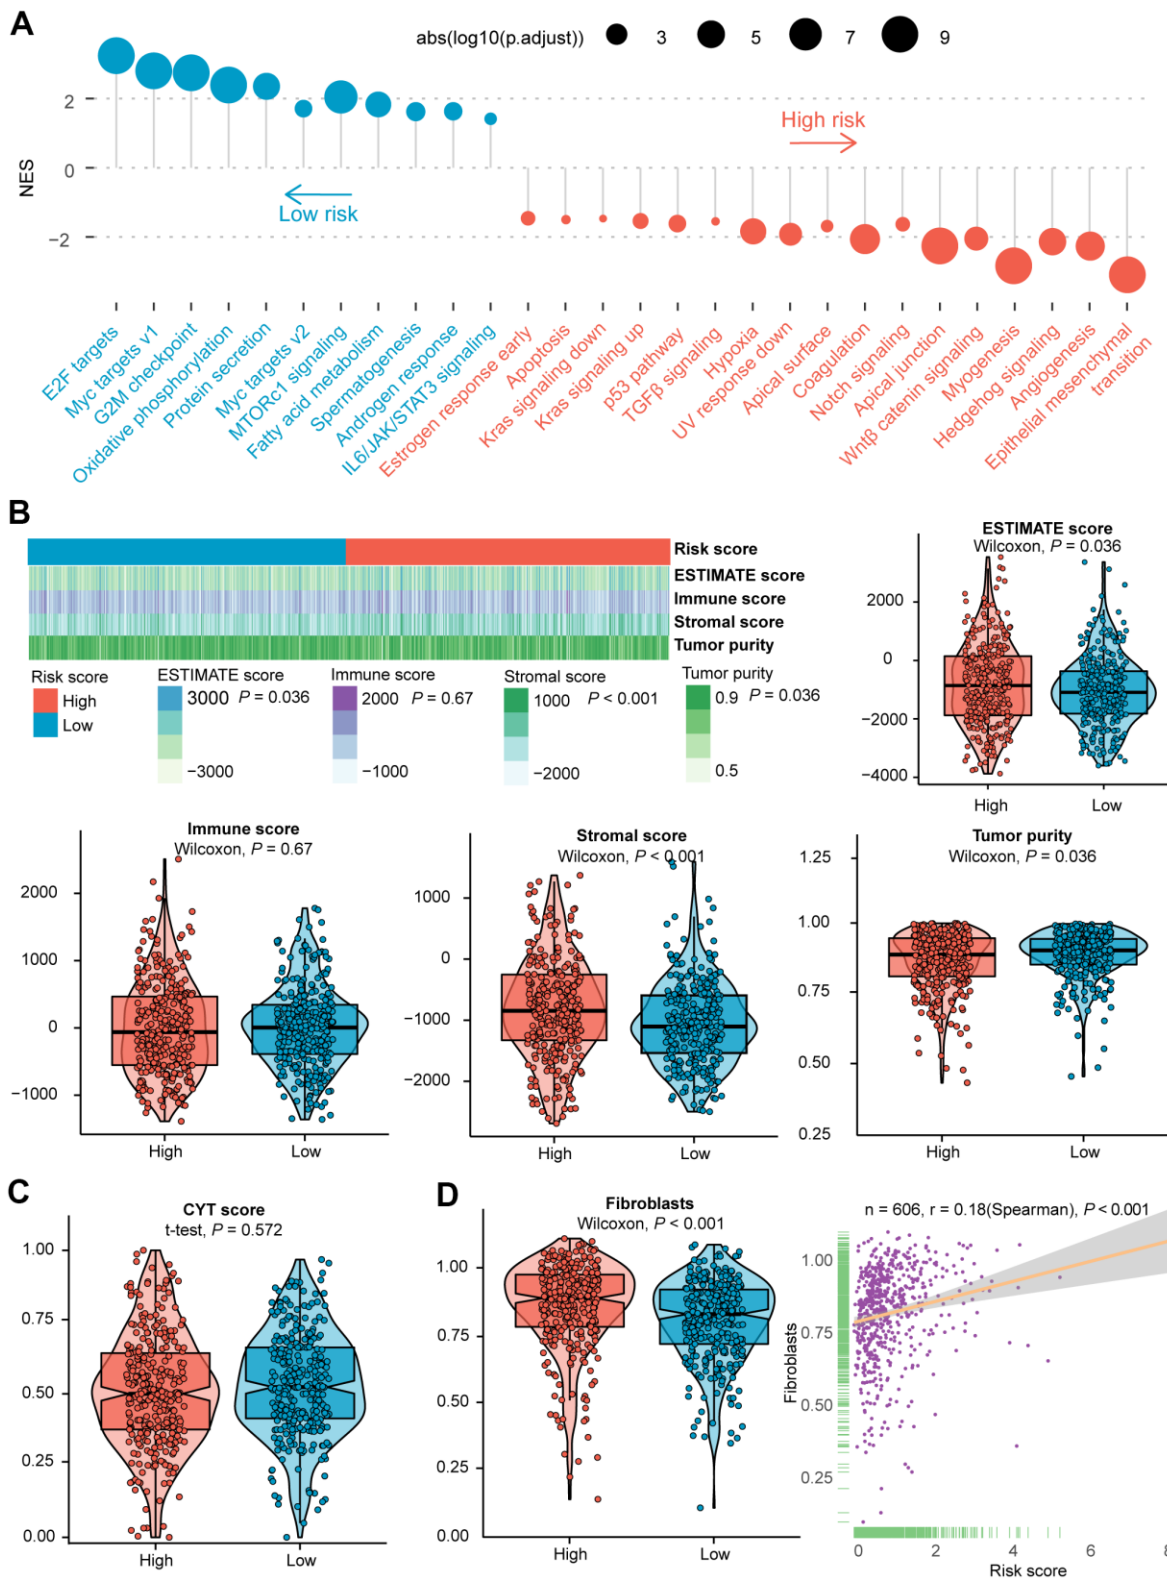 A
abs(log10(p.adjust)) 3 5 7 9
High risk
Low risk
NES
2
0
−2
E2F targets
Myc targets v1
G2M checkpoint
Oxidative phosphorylation
Protein secretion
Myc targets v2
MTORC1 signaling
Fatty acid metabolism
Spermatogenesis
Androgen response
IL6/JAK/STAT3 signaling
Estrogen response early
Apoptosis
Kras signaling down
Kras signaling up
p53 pathway
TGFβ signaling
Hypoxia
UV response down
Apical surface
Coagulation
Notch signaling
Apical junction
Wntβ catenin signaling
Myogenesis
Hedgehog signaling
Angiogenesis
Epithelial mesenchymal
transition
B
Risk score
ESTIMATE score
Immune score
Stromal score
Tumor purity
Risk score
High
Low
ESTIMATE score
3000 P = 0.036
−3000
Immune score
2000 P = 0.67
−1000
Stromal score
1000 P < 0.001
−2000
Tumor purity
0.9 P = 0.036
0.5
ESTIMATE score
Wilcoxon, P = 0.036
2000
0
−2000
−4000
High Low
Immune score
Wilcoxon, P = 0.67
2000
1000
0
−1000
High Low
Stromal score
Wilcoxon, P < 0.001
1000
0
−1000
−2000
High Low
Tumor purity
Wilcoxon, P = 0.036
1.25
1.00
0.75
0.50
0.25
High Low
C
CYT score
t-test, P = 0.572
1.00
0.75
0.50
0.25
0.00
High Low
D
Fibroblasts
Wilcoxon, P < 0.001
1.00
0.75
0.50
0.25
0.00
High Low
n = 606, r = 0.18(Spearman), P < 0.001
Fibroblasts
1.00
0.75
0.50
0.25
0 2 4 6 8
Risk score